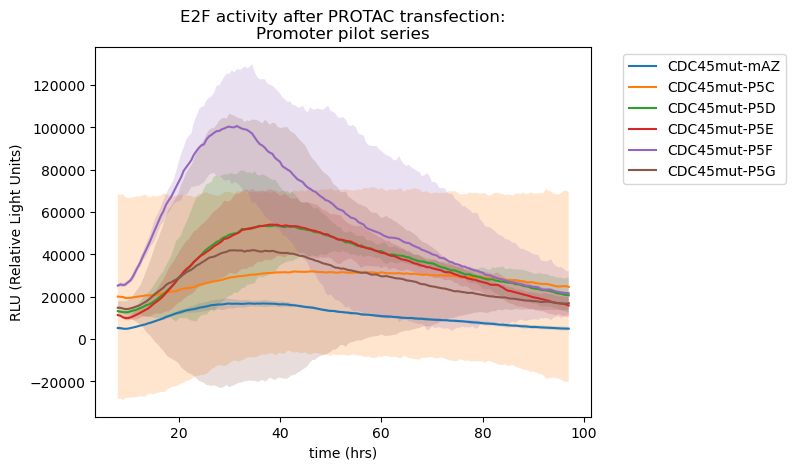 E2F activity after PROTAC transfection:
Promoter pilot series
RLU (Relative Light Units)
120000
100000
80000
60000
40000
20000
0
−20000
20
40
60
80
100
time (hrs)
CDC45mut-mAZ
CDC45mut-P5C
CDC45mut-P5D
CDC45mut-P5E
CDC45mut-P5F
CDC45mut-P5G